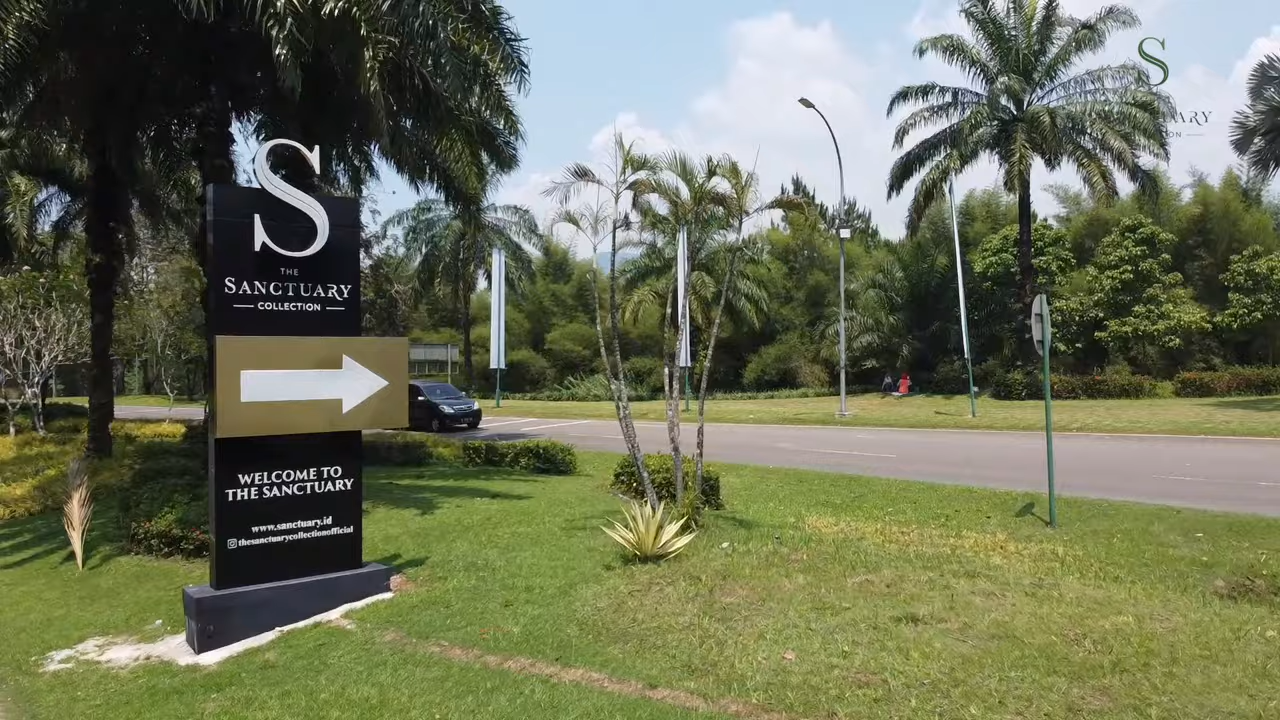 S
THE
SANCTUARY
COLLECTION
WELCOME TO
THE SANCTUARY
www.sanctuary.id
thesanctuarycollectionofficial
S